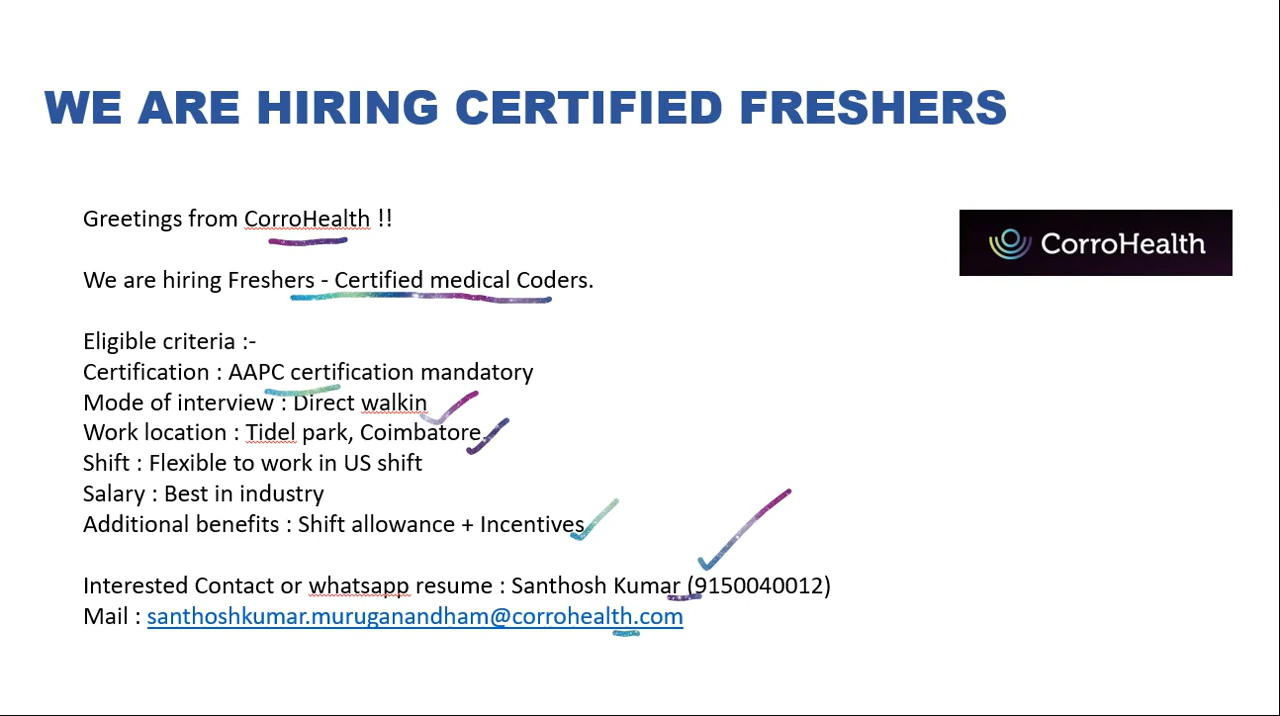 WE ARE HIRING CERTIFIED FRESHERS
Greetings from CorroHealth !!
CorroHealth
We are hiring Freshers - Certified medical Coders.
Eligible criteria :-
Certification : AAPC certification mandatory
Mode of interview : Direct walkin
Work location : Tidel park, Coimbatore.
Shift : Flexible to work in US shift
Salary : Best in industry
Additional benefits : Shift allowance + Incentives
Interested Contact or whatsapp resume : Santhosh Kumar (9150040012)
Mail : santhoshkumar.muruganandham@corrohealth.com